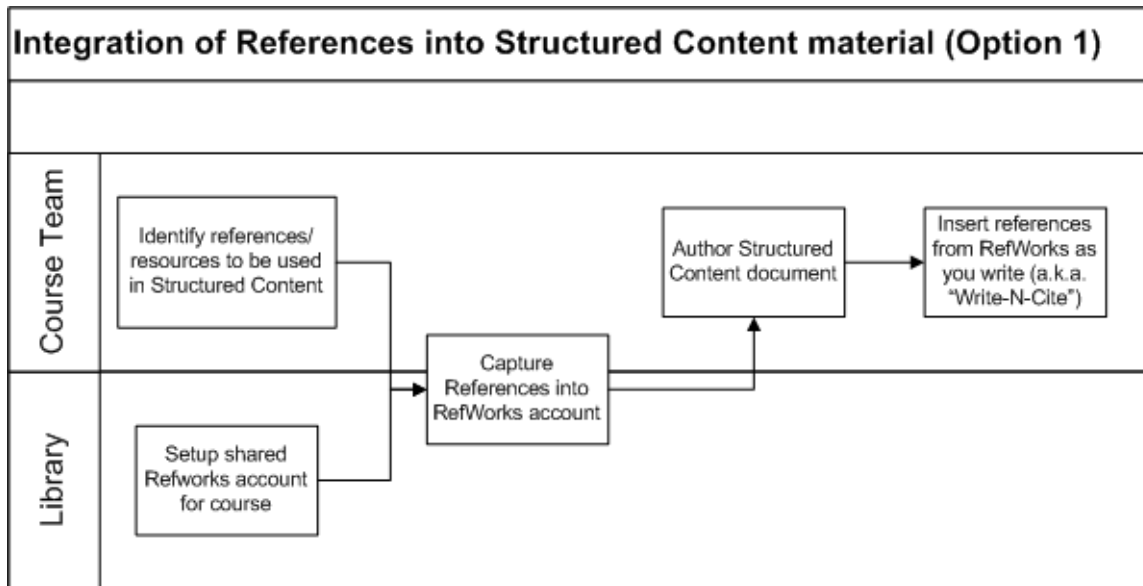 Integration of References into Structured Content material (Option 1)
Course Team
Identify references/
resources to be used
in Structured Content
Author Structured
Content document
Insert references
from RefWorks as
you write (a.k.a.
“Write-N-Cite”)
Capture
References into
RefWorks account
Library
Setup shared
Refworks account
for course